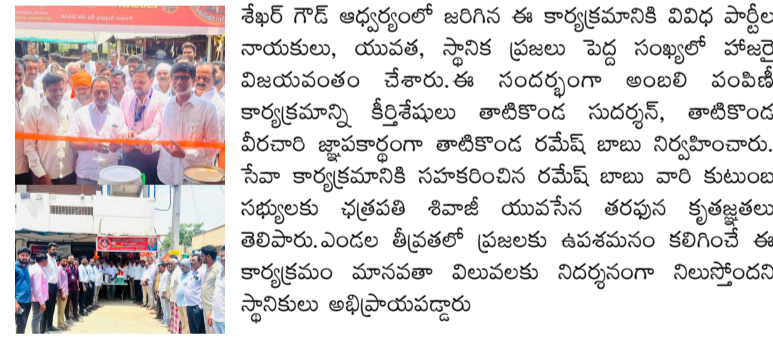 శేఖర్ గౌడ్ ఆధ్వర్యంలో జరిగిన ఈ కార్యక్రమానికి వివిధ పార్టీల
నాయకులు, యువత, స్థానిక ప్రజలు పెద్ద సంఖ్యలో హాజరై
విజయవంతం చేశారు.ఈ సందర్భంగా అంబలి పంపిణీ
కార్యక్రమాన్ని కీర్తిశేషులు తాటికొండ సుదర్శన్, తాటికొండ
వీరచారి జ్ఞాపకార్థంగా తాటికొండ రమేష్ బాబు నిర్వహించారు.
సేవా కార్యక్రమానికి సహకరించిన రమేష్ బాబు వారి కుటుంబ
సభ్యులకు ఛత్రపతి శివాజీ యువసేన తరఫున కృతజ్ఞతలు
తెలిపారు.ఎండల తీవ్రతలో ప్రజలకు ఉపశమనం కలిగించే ఈ
కార్యక్రమం మానవతా విలువలకు నిదర్శనంగా నిలుస్తోందని
స్థానికులు అభిప్రాయపడ్డారు